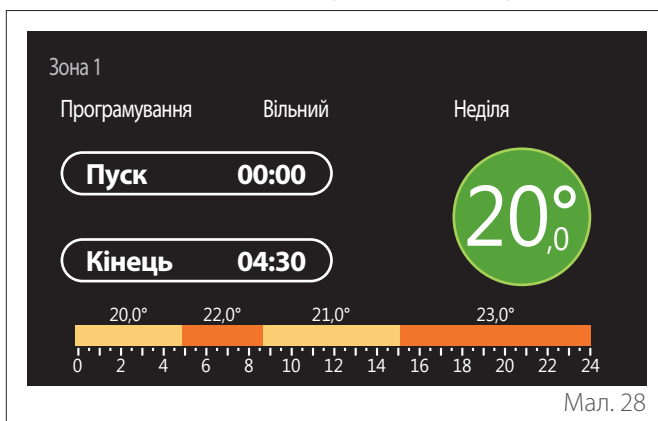 Зона 1
Програмування Вільний Неділя
Пуск 00:00
20,0°
Кінець 04:30
20,0° 22,0° 21,0° 23,0°
0 2 4 6 8 10 12 14 16 18 20 22 24
Мал. 28